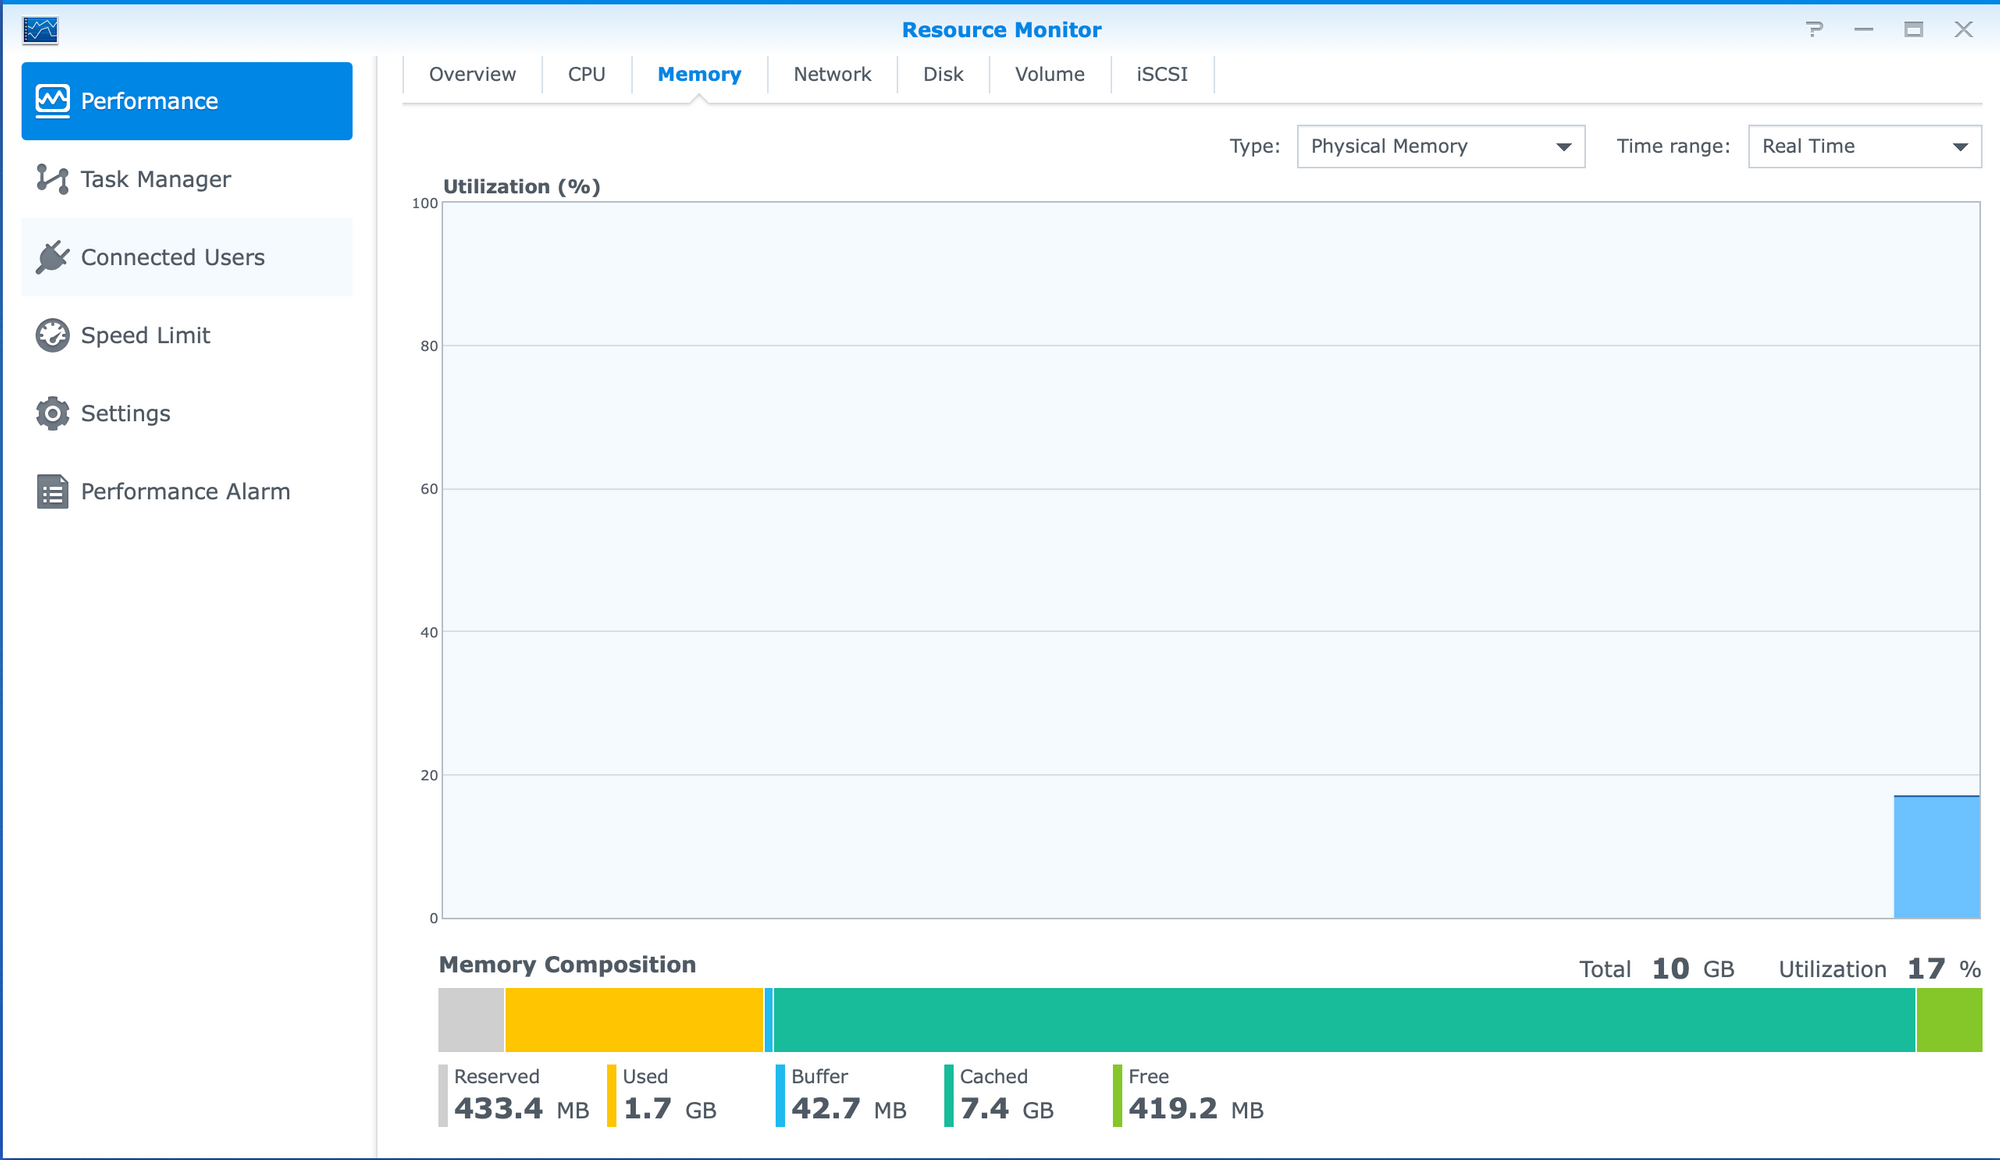 Resource Monitor
?
Performance
Task Manager
Connected Users
Speed Limit
Settings
Performance Alarm
Overview CPU Memory Network Disk Volume iSCSI
Type: Physical Memory Time range: Real Time
Utilization (%)
100
80
60
40
20
0
Memory Composition Total 10 GB Utilization 17 %
Reserved Used Buffer Cached Free
433.4 MB 1.7 GB 42.7 MB 7.4 GB 419.2 MB